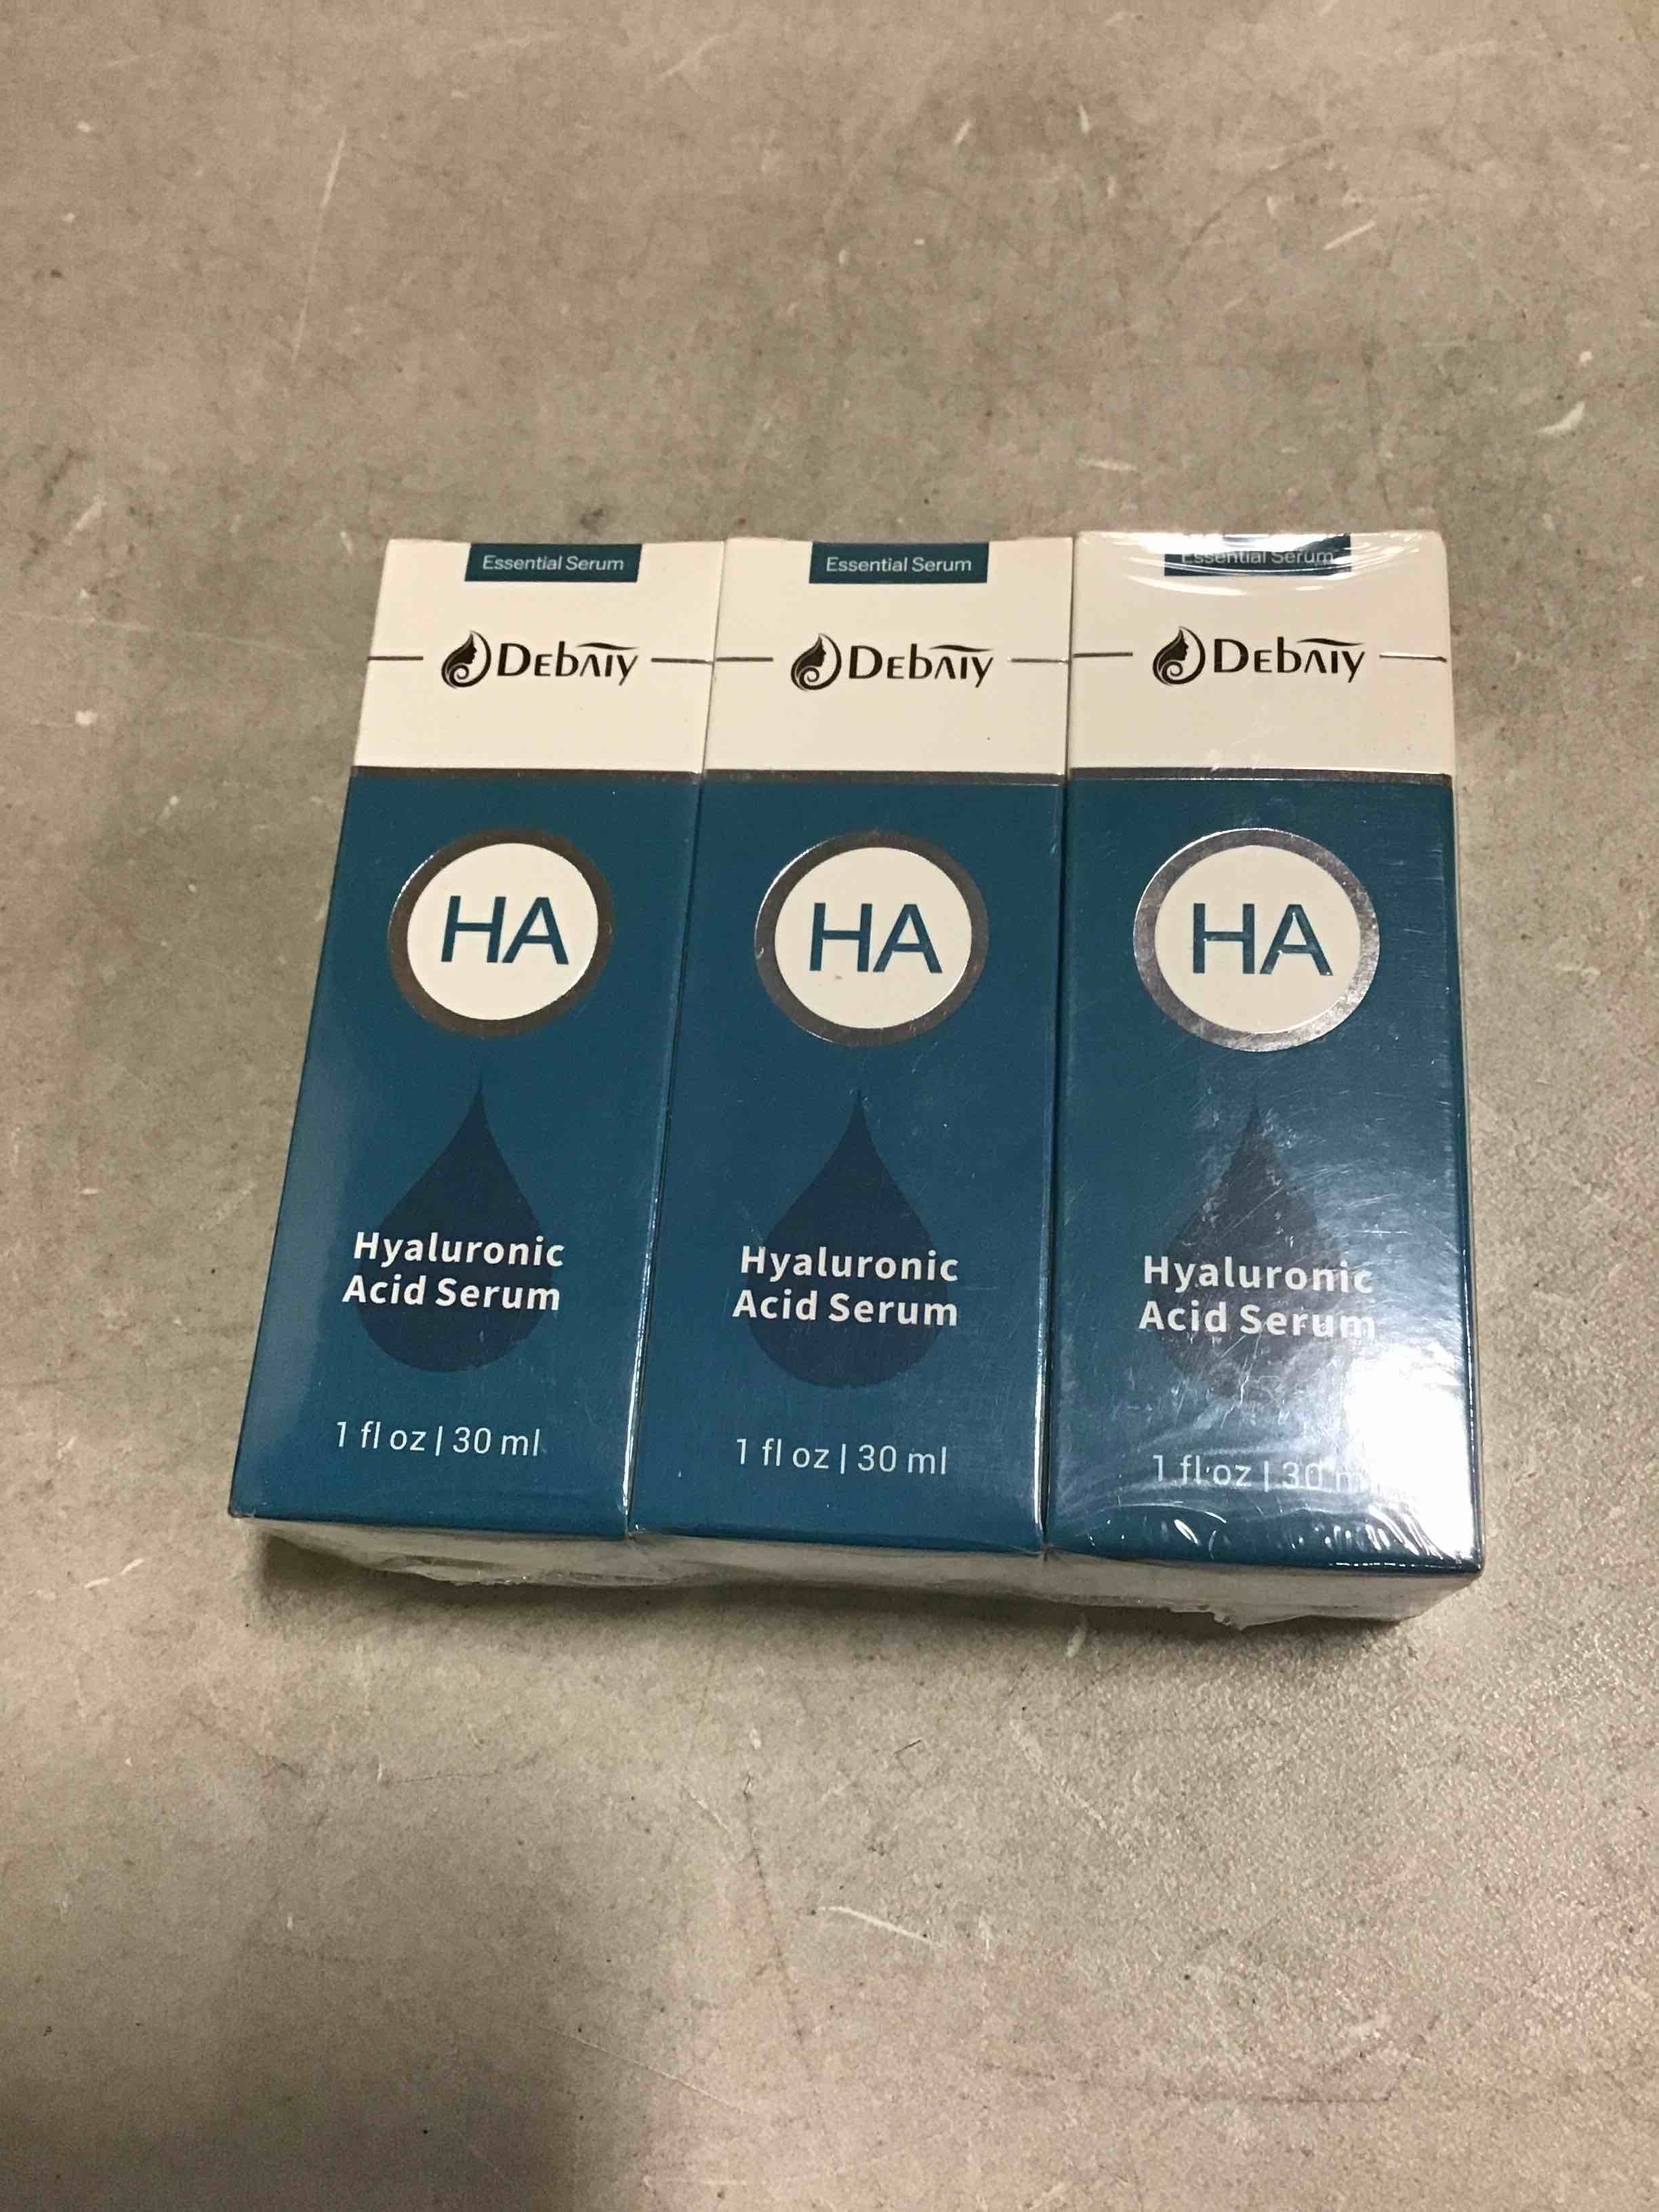 Essential Serum
Debaiy
HA
Hyaluronic
Acid Serum
1 fl oz | 30 ml
Essential Serum
Debaiy
HA
Hyaluronic
Acid Serum
1 fl oz | 30 ml
Essential Serum
Debaiy
HA
Hyaluronic
Acid Serum
1 fl oz | 30